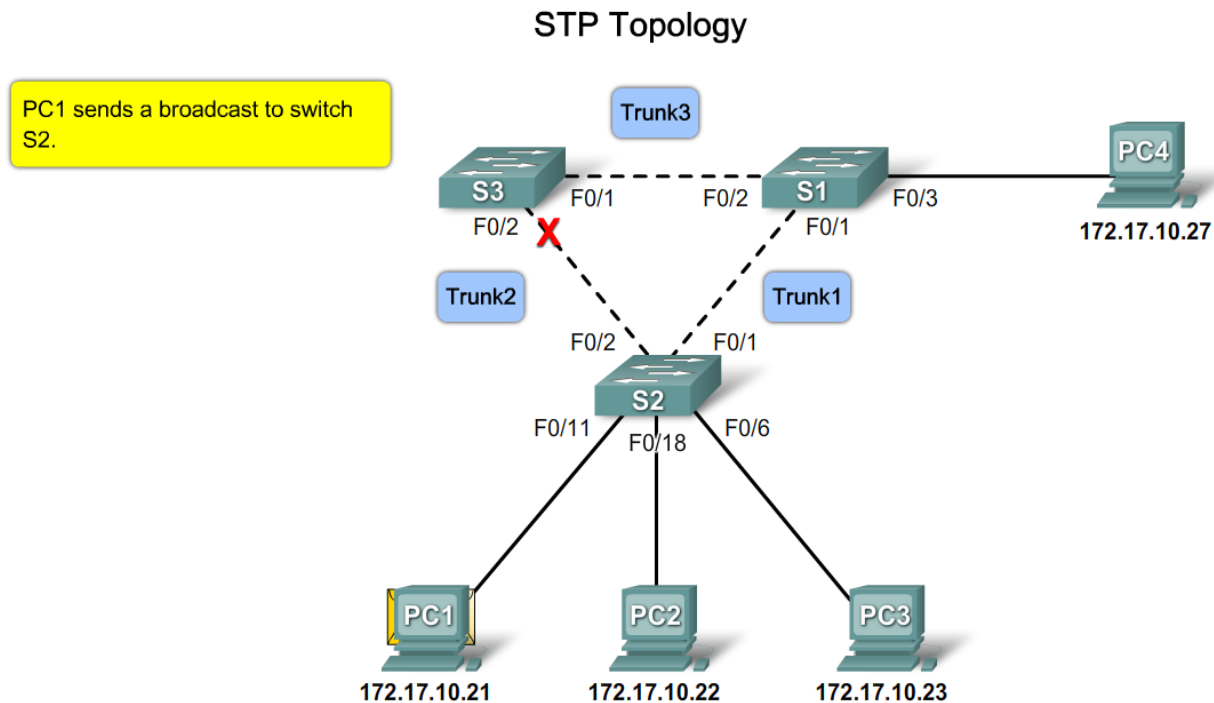 STP Topology
PC1 sends a broadcast to switch
S2.
Trunk3
PC4
S3
S1
F0/1
F0/2
F0/3
F0/2
X
F0/1
172.17.10.27
Trunk2
Trunk1
F0/2
F0/1
S2
F0/11
F0/18
F0/6
PC1
PC2
PC3
172.17.10.21
172.17.10.22
172.17.10.23